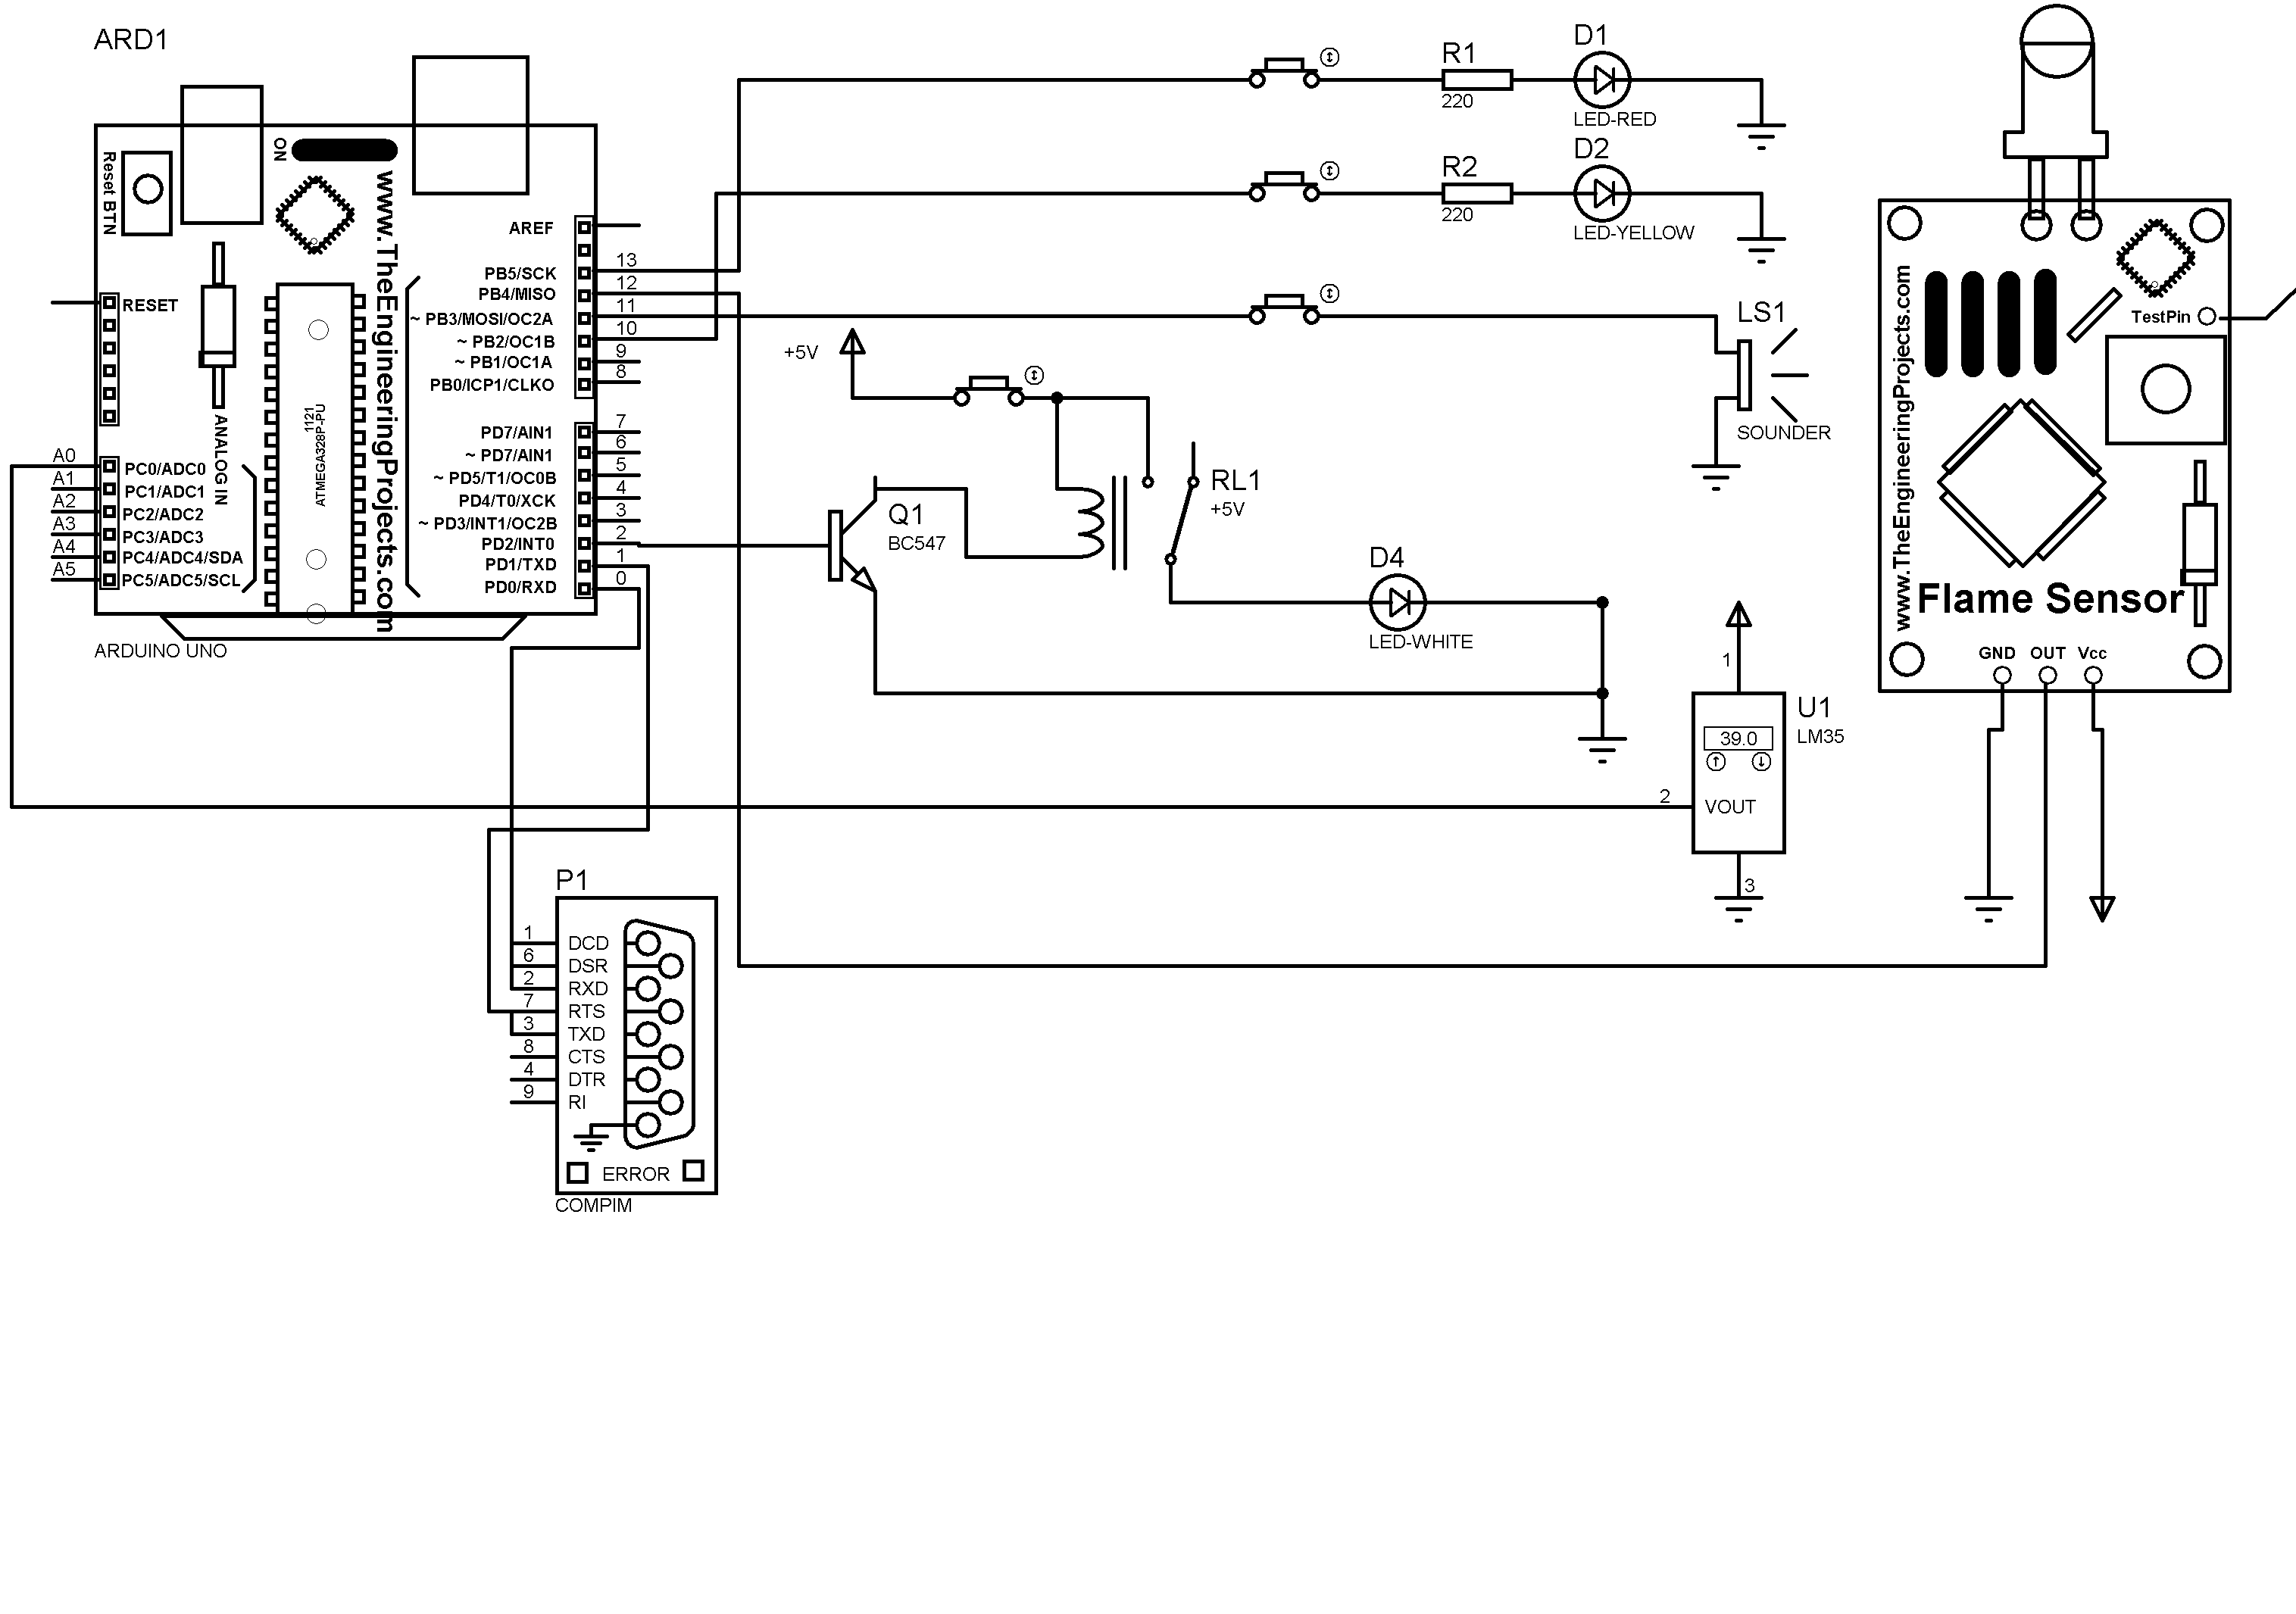 ARD1
ARDUINO UNO
Reset BTN
ON
www.TheEngineeringProjects.com
ANALOG IN
1121
ATMEGA328P-PU
RESET
A0 PC0/ADC0
A1 PC1/ADC1
A2 PC2/ADC2
A3 PC3/ADC3
A4 PC4/ADC4/SDA
A5 PC5/ADC5/SCL
AREF
PB5/SCK 13
PB4/MISO 12
~ PB3/MOSI/OC2A 11
~ PB2/OC1B 10
~ PB1/OC1A 9
PB0/ICP1/CLKO 8
PD7/AIN1 7
~ PD7/AIN1 6
~ PD5/T1/OC0B 5
PD4/T0/XCK 4
~ PD3/INT1/OC2B 3
PD2/INT0 2
PD1/TXD 1
PD0/RXD 0
R1
220
D1
LED-RED
R2
220
D2
LED-YELLOW
LS1
SOUNDER
+5V
Q1
BC547
RL1
+5V
D4
LED-WHITE
1
U1
LM35
39.0
2 VOUT
3
www.TheEngineeringProjects.com
TestPin
Flame Sensor
GND OUT Vcc
P1
1 DCD
6 DSR
2 RXD
7 RTS
3 TXD
8 CTS
4 DTR
9 RI
ERROR
COMPIM